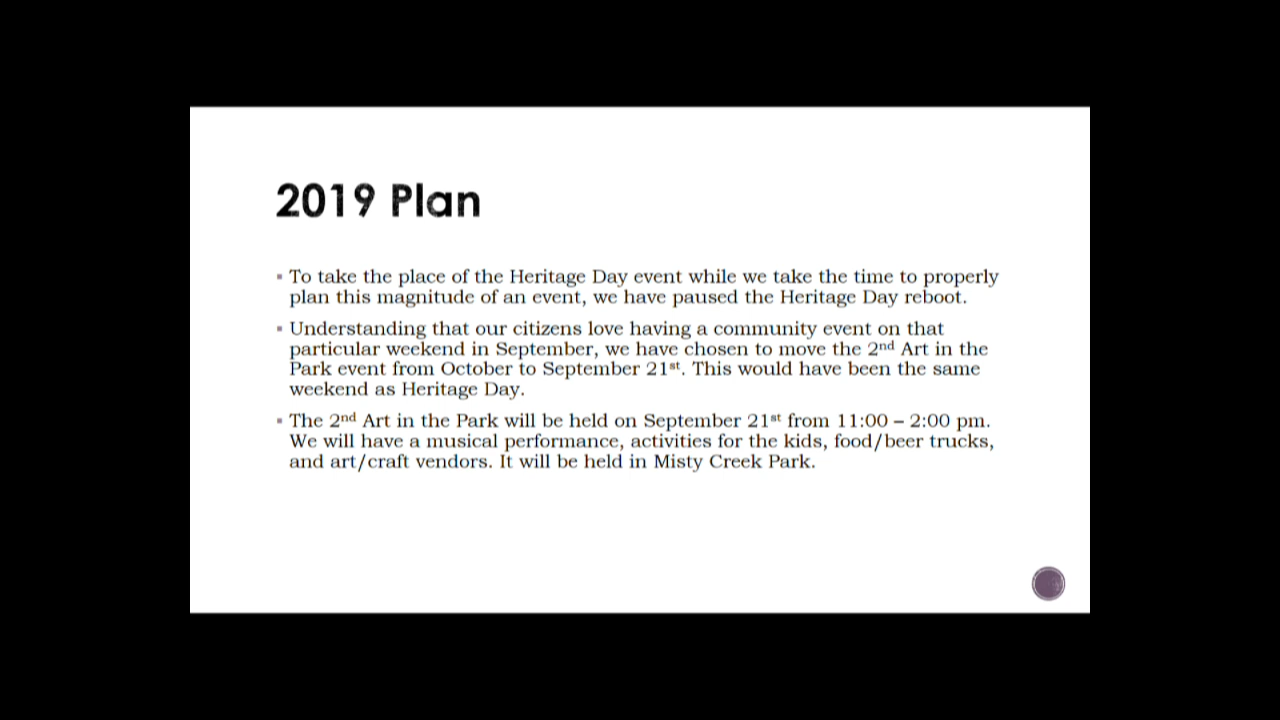 2019 Plan
▪ To take the place of the Heritage Day event while we take the time to properly
plan this magnitude of an event, we have paused the Heritage Day reboot.
▪ Understanding that our citizens love having a community event on that
particular weekend in September, we have chosen to move the 2nd Art in the
Park event from October to September 21st. This would have been the same
weekend as Heritage Day.
▪ The 2nd Art in the Park will be held on September 21st from 11:00 – 2:00 pm.
We will have a musical performance, activities for the kids, food/beer trucks,
and art/craft vendors. It will be held in Misty Creek Park.